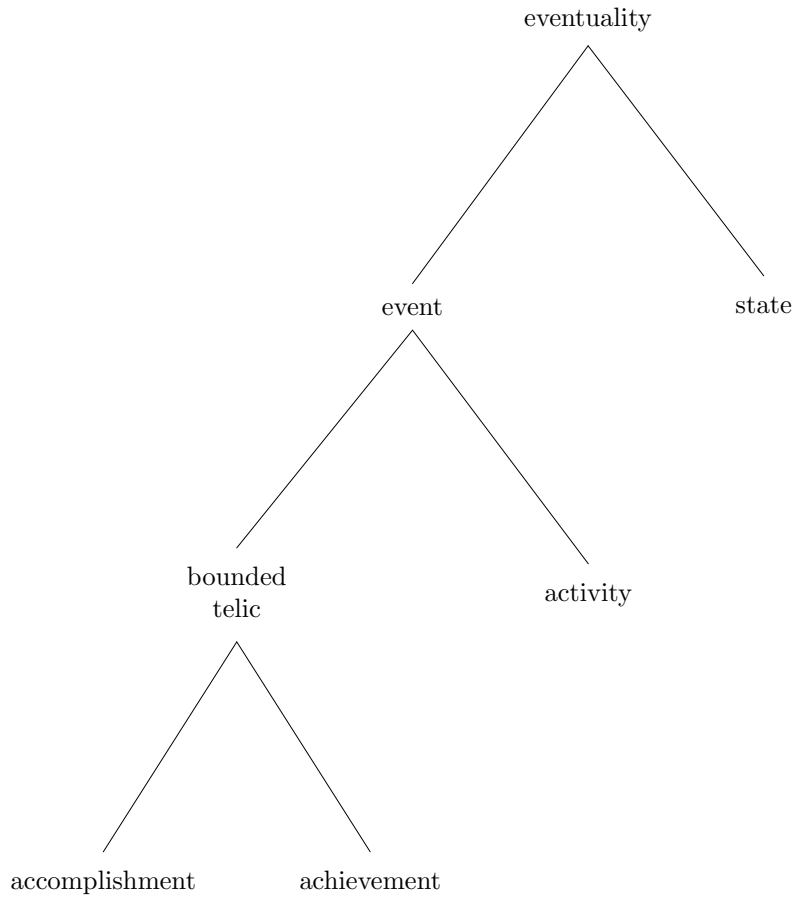 eventuality
event
state
bounded
telic
activity
accomplishment
achievement